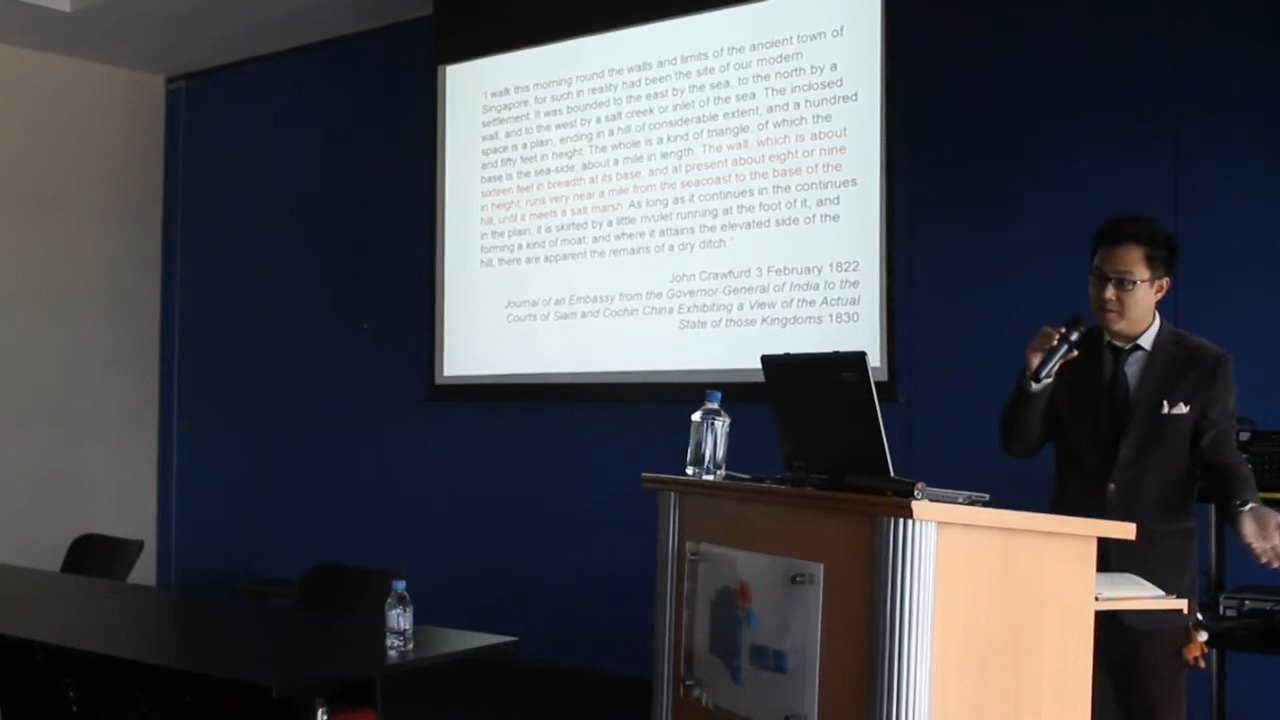 "I walk this morning round the walls and limits of the ancient town of
Singapore, for such in reality had been the site of our modern
settlement. It was bounded to the east by the sea, to the north by a
wall, and to the west by a salt creek or inlet of the sea. The inclosed
space is a plain, ending in a hill of considerable extent, and a hundred
and fifty feet in height. The whole is a kind of triangle, of which the
base is the sea-side, about a mile in length. The wall, which is about
sixteen feet in breadth at its base, and at present about eight or nine
in height, runs very near a mile from the seacoast to the base of the
hill, until it meets a salt marsh. As long as it continues in the continues
in the plain, it is skirted by a little rivulet running at the foot of it, and
forming a kind of moat, and where it attains the elevated side of the
hill, there are apparent the remains of a dry ditch."
John Crawfurd 3 February 1822
Journal of an Embassy from the Governor-General of India to the
Courts of Siam and Cochin China Exhibiting a View of the Actual
State of those Kingdoms 1830